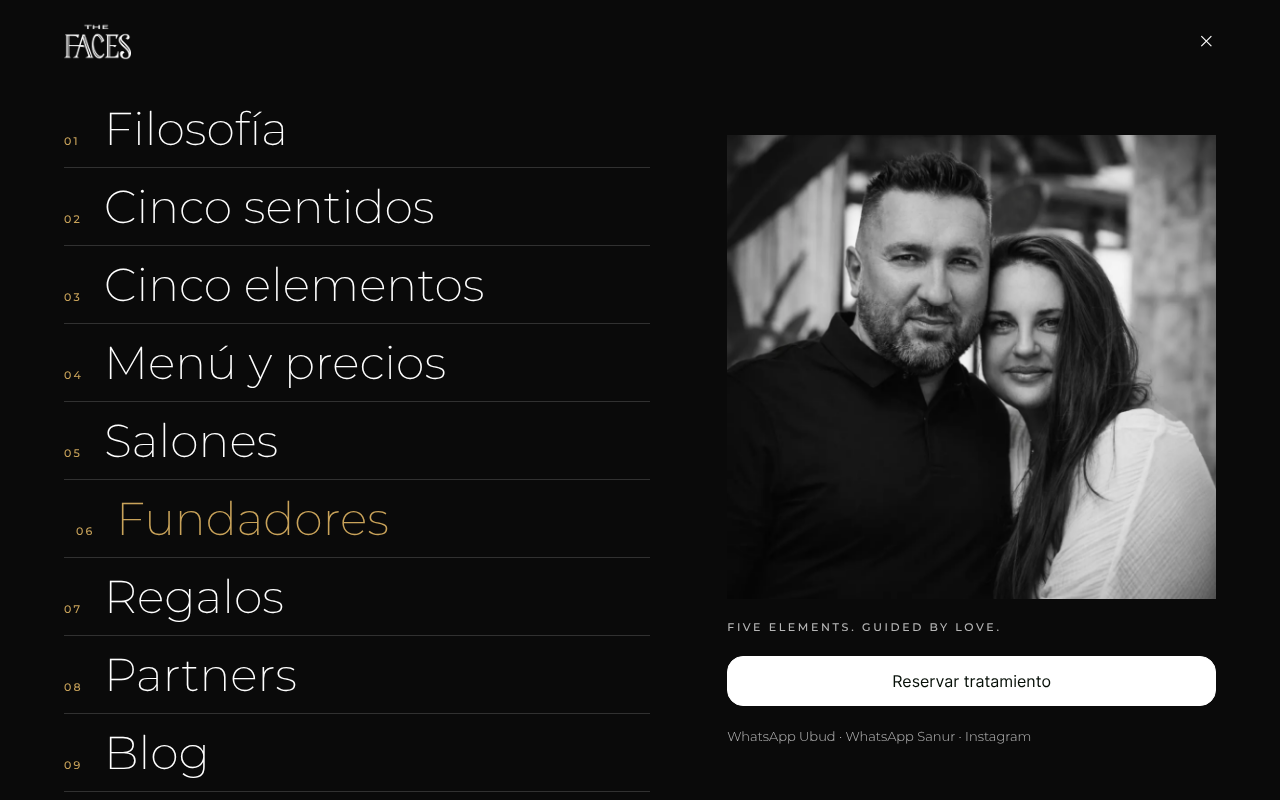 THE
FACES
01 Filosofía
02 Cinco sentidos
03 Cinco elementos
04 Menú y precios
05 Salones
06 Fundadores
07 Regalos
08 Partners
09 Blog
FIVE ELEMENTS. GUIDED BY LOVE.
Reservar tratamiento
WhatsApp Ubud · WhatsApp Sanur · Instagram